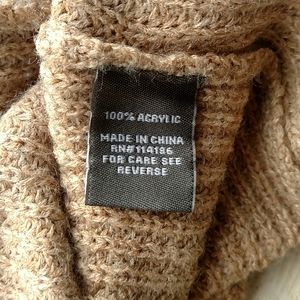 100% ACRYLIC
MADE IN CHINA
RN#114186
FOR CARE SEE
REVERSE